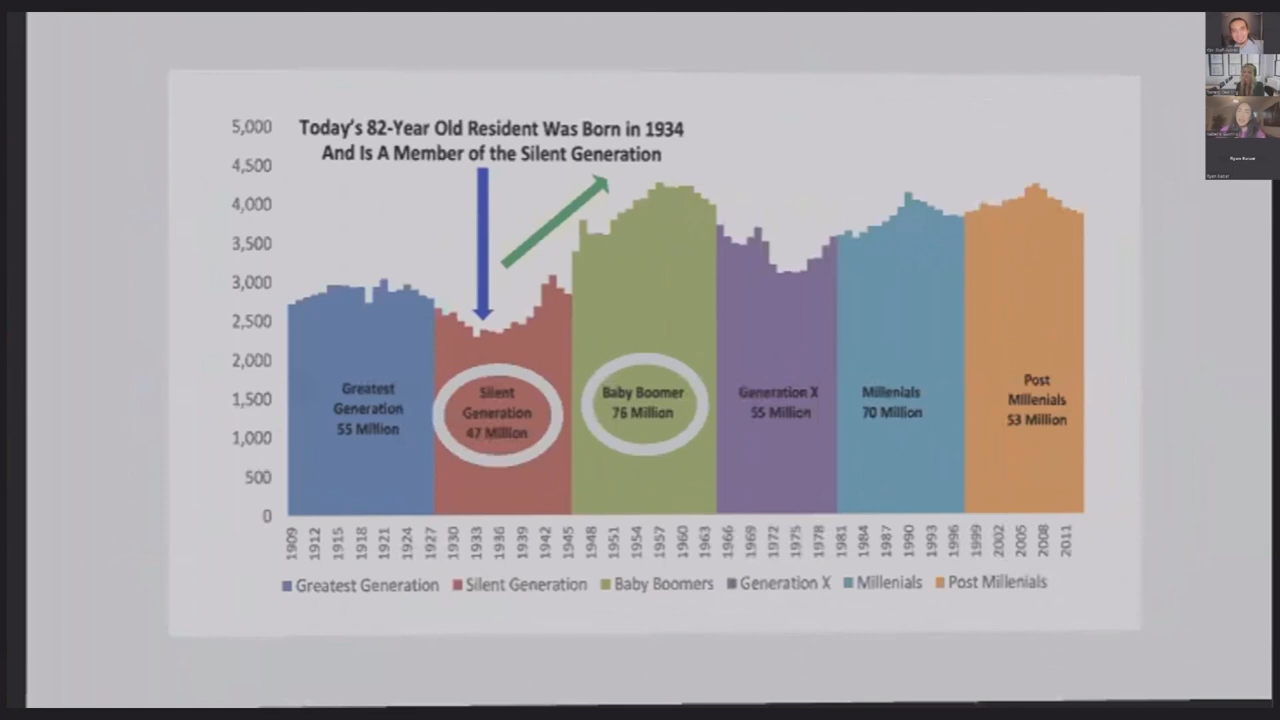 Today's 82-Year Old Resident Was Born in 1934
And Is A Member of the Silent Generation
5,000
4,500
4,000
3,500
3,000
2,500
2,000
1,500
1,000
500
0
Greatest
Generation
55 Million
Silent
Generation
47 Million
Baby Boomer
76 Million
Generation X
55 Million
Millenials
70 Million
Post
Millenials
53 Million
1909
1912
1915
1918
1921
1924
1927
1930
1933
1936
1939
1942
1945
1948
1951
1954
1957
1960
1963
1966
1969
1972
1975
1978
1981
1984
1987
1990
1993
1996
1999
2002
2005
2008
2011
Greatest Generation
Silent Generation
Baby Boomers
Generation X
Millenials
Post Millenials
Ryan